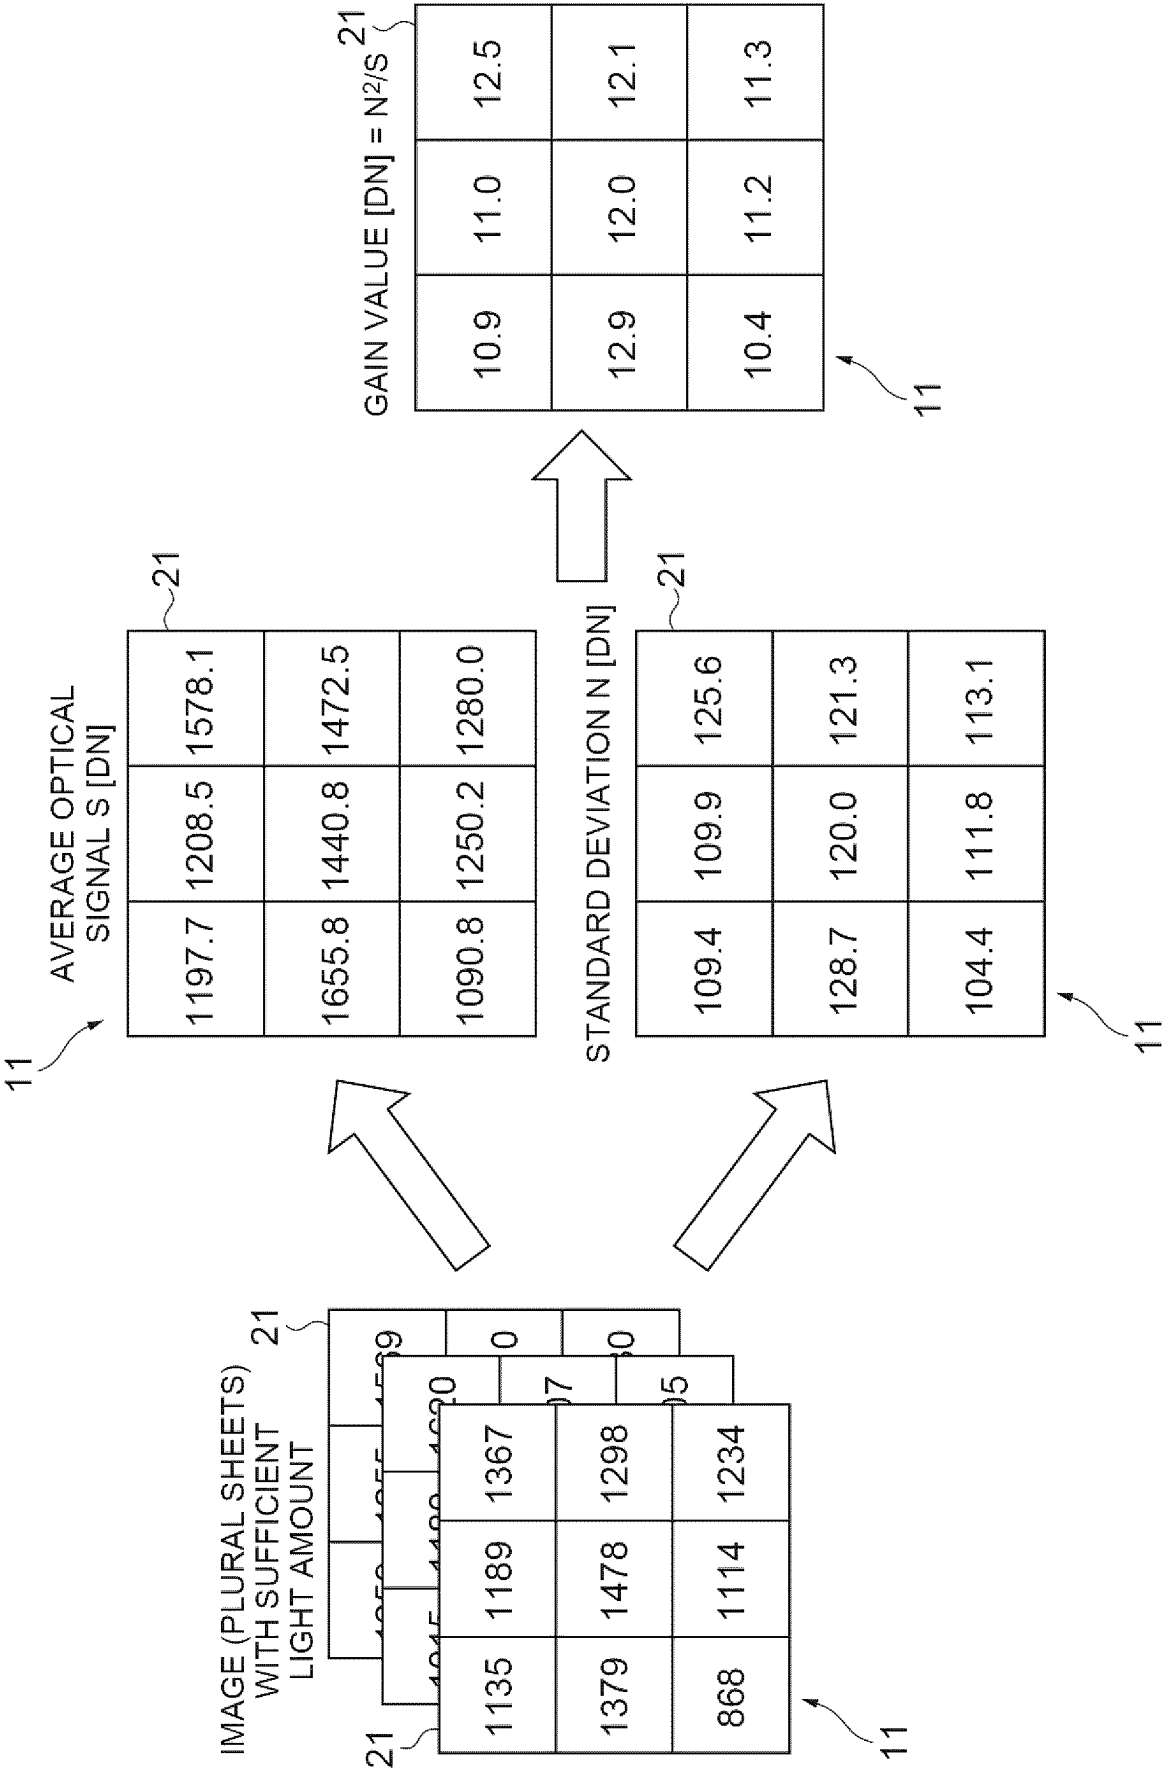 IMAGE (PLURAL SHEETS)
WITH SUFFICIENT
LIGHT AMOUNT
21
21
1135 1189 1367
1379 1478 1298
868 1114 1234
11
11
AVERAGE OPTICAL
SIGNAL S [DN]
21
1197.7 1208.5 1578.1
1655.8 1440.8 1472.5
1090.8 1250.2 1280.0
STANDARD DEVIATION N [DN]
21
109.4 109.9 125.6
128.7 120.0 121.3
104.4 111.8 113.1
11
GAIN VALUE [DN] = N²/S
21
10.9 11.0 12.5
12.9 12.0 12.1
10.4 11.2 11.3
11